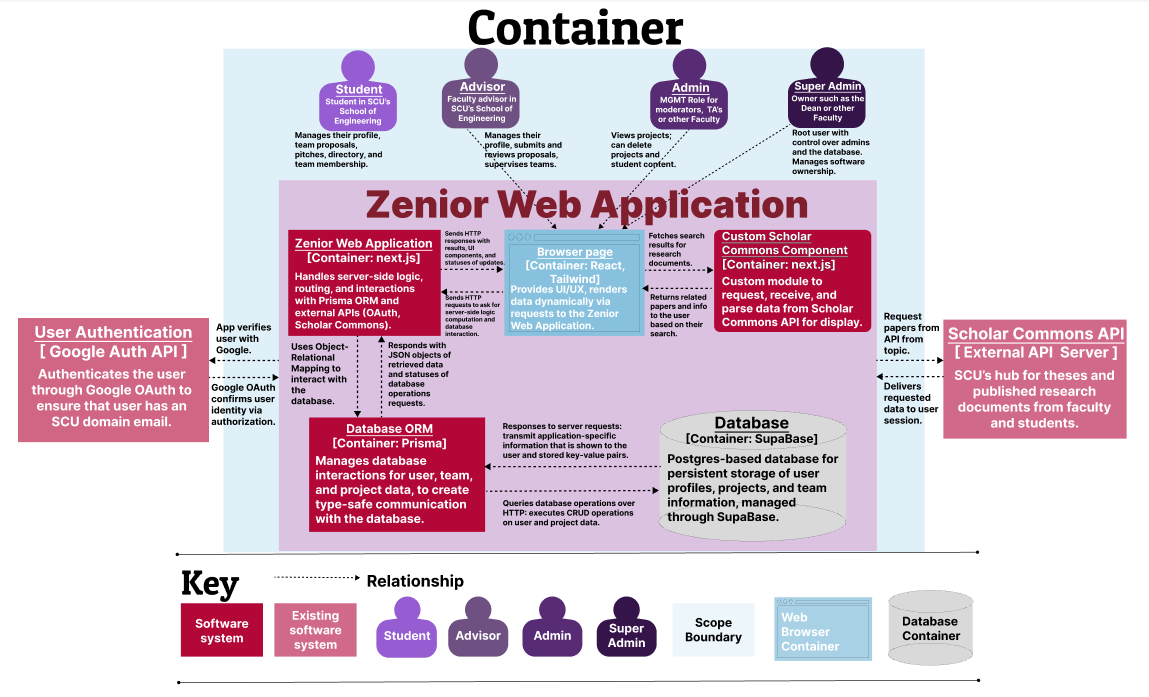 Container
Student
Student in SCU's
School of
Engineering
Advisor
Faculty advisor in
SCU's School of
Engineering
Admin
MGMT Role for
moderators, TA's
or other Faculty
Super Admin
Owner such as the
Dean or other
Faculty
Manages their profile,
team proposals,
pitches, directory, and
team membership.
Manages their
profile, submits and
reviews proposals,
supervises teams.
Views projects;
can delete
projects and
student content.
Root user with
control over admins
and the database.
Manages software
ownership.
Zenior Web Application
Zenior Web Application
[Container: next.js]
Handles server-side logic,
routing, and interactions
with Prisma ORM and
external APIs (OAuth,
Scholar Commons).
Sends HTTP
responses with
results, UI
components, and
statuses of updates.
Sends HTTP
requests to ask for
server-side logic
computation and
database
interaction.
Browser page
[Container: React,
Tailwind]
Provides UI/UX, renders
data dynamically via
requests to the Zenior
Web Application.
Fetches search
results for
research
documents.
Returns related
papers and info
to the user
based on their
search.
Custom Scholar
Commons Component
[Container: next.js]
Custom module to
request, receive, and
parse data from Scholar
Commons API for display.
User Authentication
[ Google Auth API ]
Authenticates the user
through Google OAuth to
ensure that user has an
SCU domain email.
App verifies
user with
Google.
Google OAuth
confirms user
identity via
authorization.
Uses Object-
Relational
Mapping to
interact with
the
database.
Responds with
JSON objects of
retrieved data
and statuses of
database
operations
requests.
Request
papers from
API from
topic.
Delivers
requested
data to user
session.
Scholar Commons API
[ External API Server ]
SCU's hub for theses and
published research
documents from faculty
and students.
Database ORM
[Container: Prisma]
Manages database
interactions for user, team,
and project data, to create
type-safe communication
with the database.
Responses to server requests:
transmit application-specific
information that is shown to the
user and stored key-value pairs.
Queries database operations over
HTTP: executes CRUD operations
on user and project data.
Database
[Container: SupaBase]
Postgres-based database for
persistent storage of user
profiles, projects, and team
information, managed
through SupaBase.
Key
Relationship
Software
system
Existing
software
system
Student
Advisor
Admin
Super
Admin
Scope
Boundary
Web
Browser
Container
Database
Container